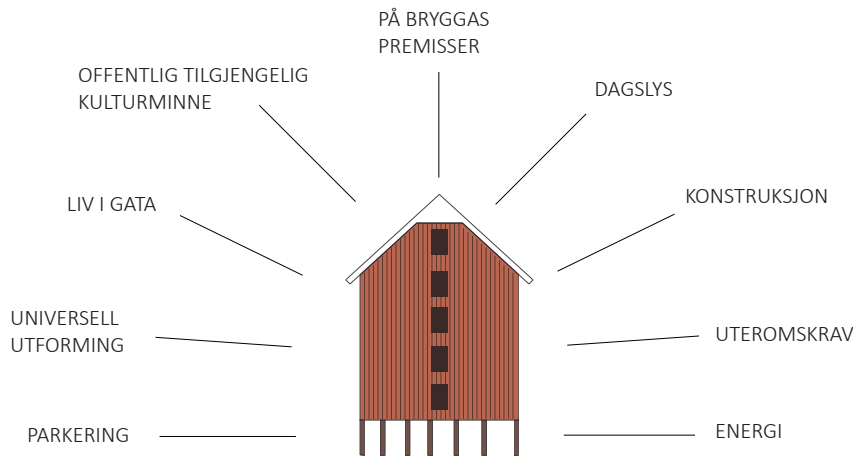 PÅ BRYGGAS
PREMISSER
OFFENTLIG TILGJENGELIG
KULTURMINNE
DAGSLYS
LIV I GATA
KONSTRUKSJON
UNIVERSELL
UTFORMING
UTEROMSKRAV
PARKERING
ENERGI